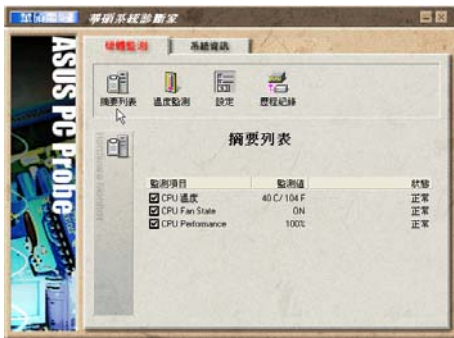 華碩系統診斷家
硬體監測 系統資訊
摘要列表 溫度監測 設定 歷程紀錄
ASUS PC Probe
摘要列表
監測項目 監測值 狀態
CPU 溫度 40 C/ 104 F 正常
CPU Fan State ON 正常
CPU Performance 100% 正常